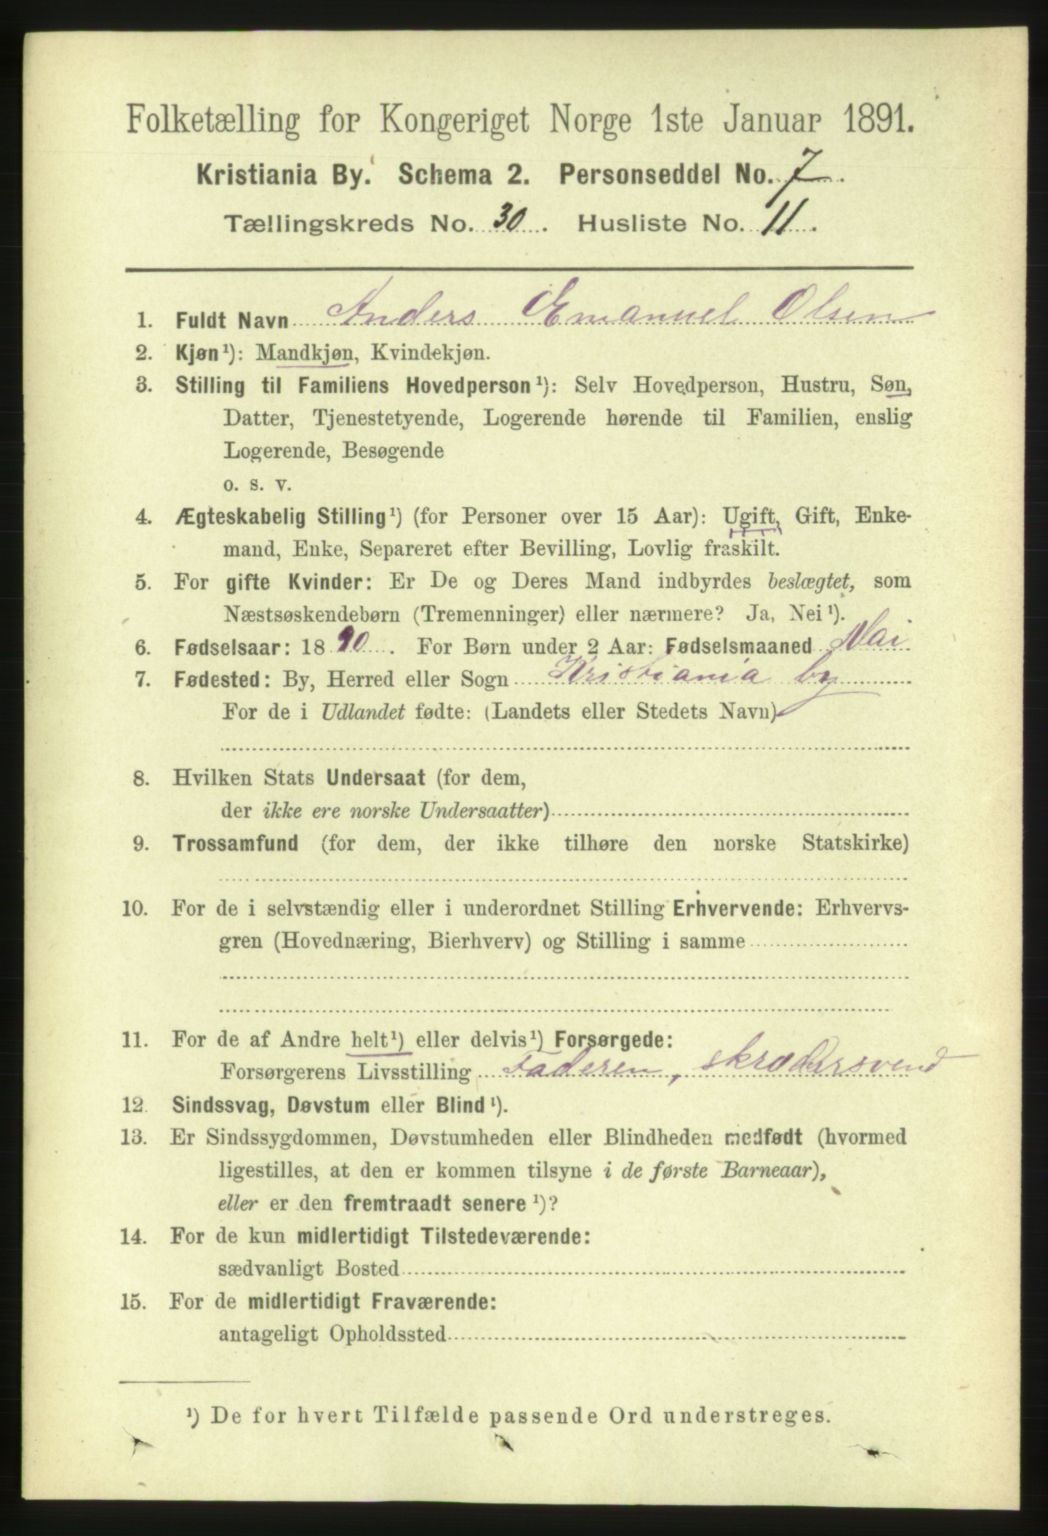 Folketælling for Kongeriget Norge 1ste Januar 1891.
Kristiania By. Schema 2. Personseddel No. 7.
Tællingskreds No. 30. Husliste No. 11.
1. Fuldt Navn Anders Emanuel Olsen
2. Kjøn¹): Mandkjøn, Kvindekjøn.
3. Stilling til Familiens Hovedperson¹): Selv Hovedperson, Hustru, Søn,
Datter, Tjenestetyende, Logerende hørende til Familien, enslig
Logerende, Besøgende
o. s. v.
4. Ægteskabelig Stilling¹) (for Personer over 15 Aar): Ugift, Gift, Enke-
mand, Enke, Separeret efter Bevilling, Lovlig fraskilt.
5. For gifte Kvinder: Er De og Deres Mand indbyrdes beslægtet, som
Næstsøskendebørn (Tremenninger) eller nærmere? Ja, Nei¹).
6. Fødselsaar: 1890. For Børn under 2 Aar: Fødselsmaaned Mai
7. Fødested: By, Herred eller Sogn Kristiania by
For de i Udlandet fødte: (Landets eller Stedets Navn)
8. Hvilken Stats Undersaat (for dem,
der ikke ere norske Undersaatter)
9. Trossamfund (for dem, der ikke tilhøre den norske Statskirke)
10. For de i selvstændig eller i underordnet Stilling Erhvervende: Erhvervs-
gren (Hovednæring, Bierhverv) og Stilling i samme
11. For de af Andre helt¹) eller delvis¹) Forsørgede:
Forsørgerens Livsstilling Faderen, skrædersvend
12. Sindssvag, Døvstum eller Blind¹).
13. Er Sindssygdommen, Døvstumheden eller Blindheden medfødt (hvormed
ligestilles, at den er kommen tilsyne i de første Barneaar),
eller er den fremtraadt senere¹)?
14. For de kun midlertidigt Tilstedeværende:
sædvanligt Bosted
15. For de midlertidigt Fraværende:
antageligt Opholdssted
¹) De for hvert Tilfælde passende Ord understreges.